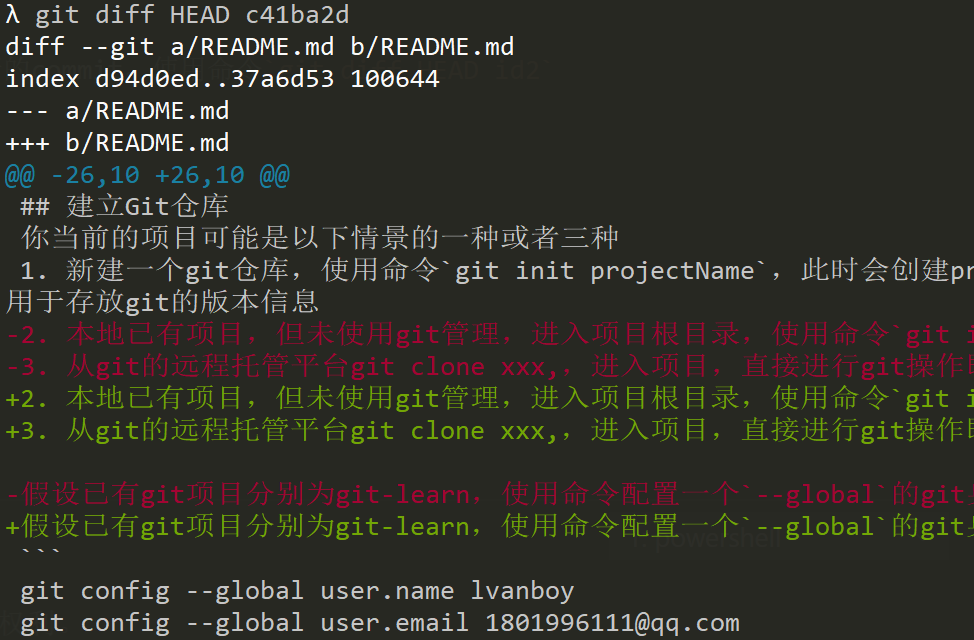 λ git diff HEAD c41ba2d
diff --git a/README.md b/README.md
index d94d0ed..37a6d53 100644
--- a/README.md
+++ b/README.md
@@ -26,10 +26,10 @@
## 建立Git仓库
你当前的项目可能是以下情景的一种或者三种
1. 新建一个git仓库，使用命令`git init projectName`，此时会创建pr
用于存放git的版本信息
-2. 本地已有项目，但未使用git管理，进入项目根目录，使用命令`git i
-3. 从git的远程托管平台git clone xxx,，进入项目，直接进行git操作
+2. 本地已有项目，但未使用git管理，进入项目根目录，使用命令`git i
+3. 从git的远程托管平台git clone xxx,，进入项目，直接进行git操作
-假设已有git项目分别为git-learn，使用命令配置一个`--global`的git
+假设已有git项目分别为git-learn，使用命令配置一个`--global`的git
```
git config --global user.name lvanboy
git config --global user.email 1801996111@qq.com